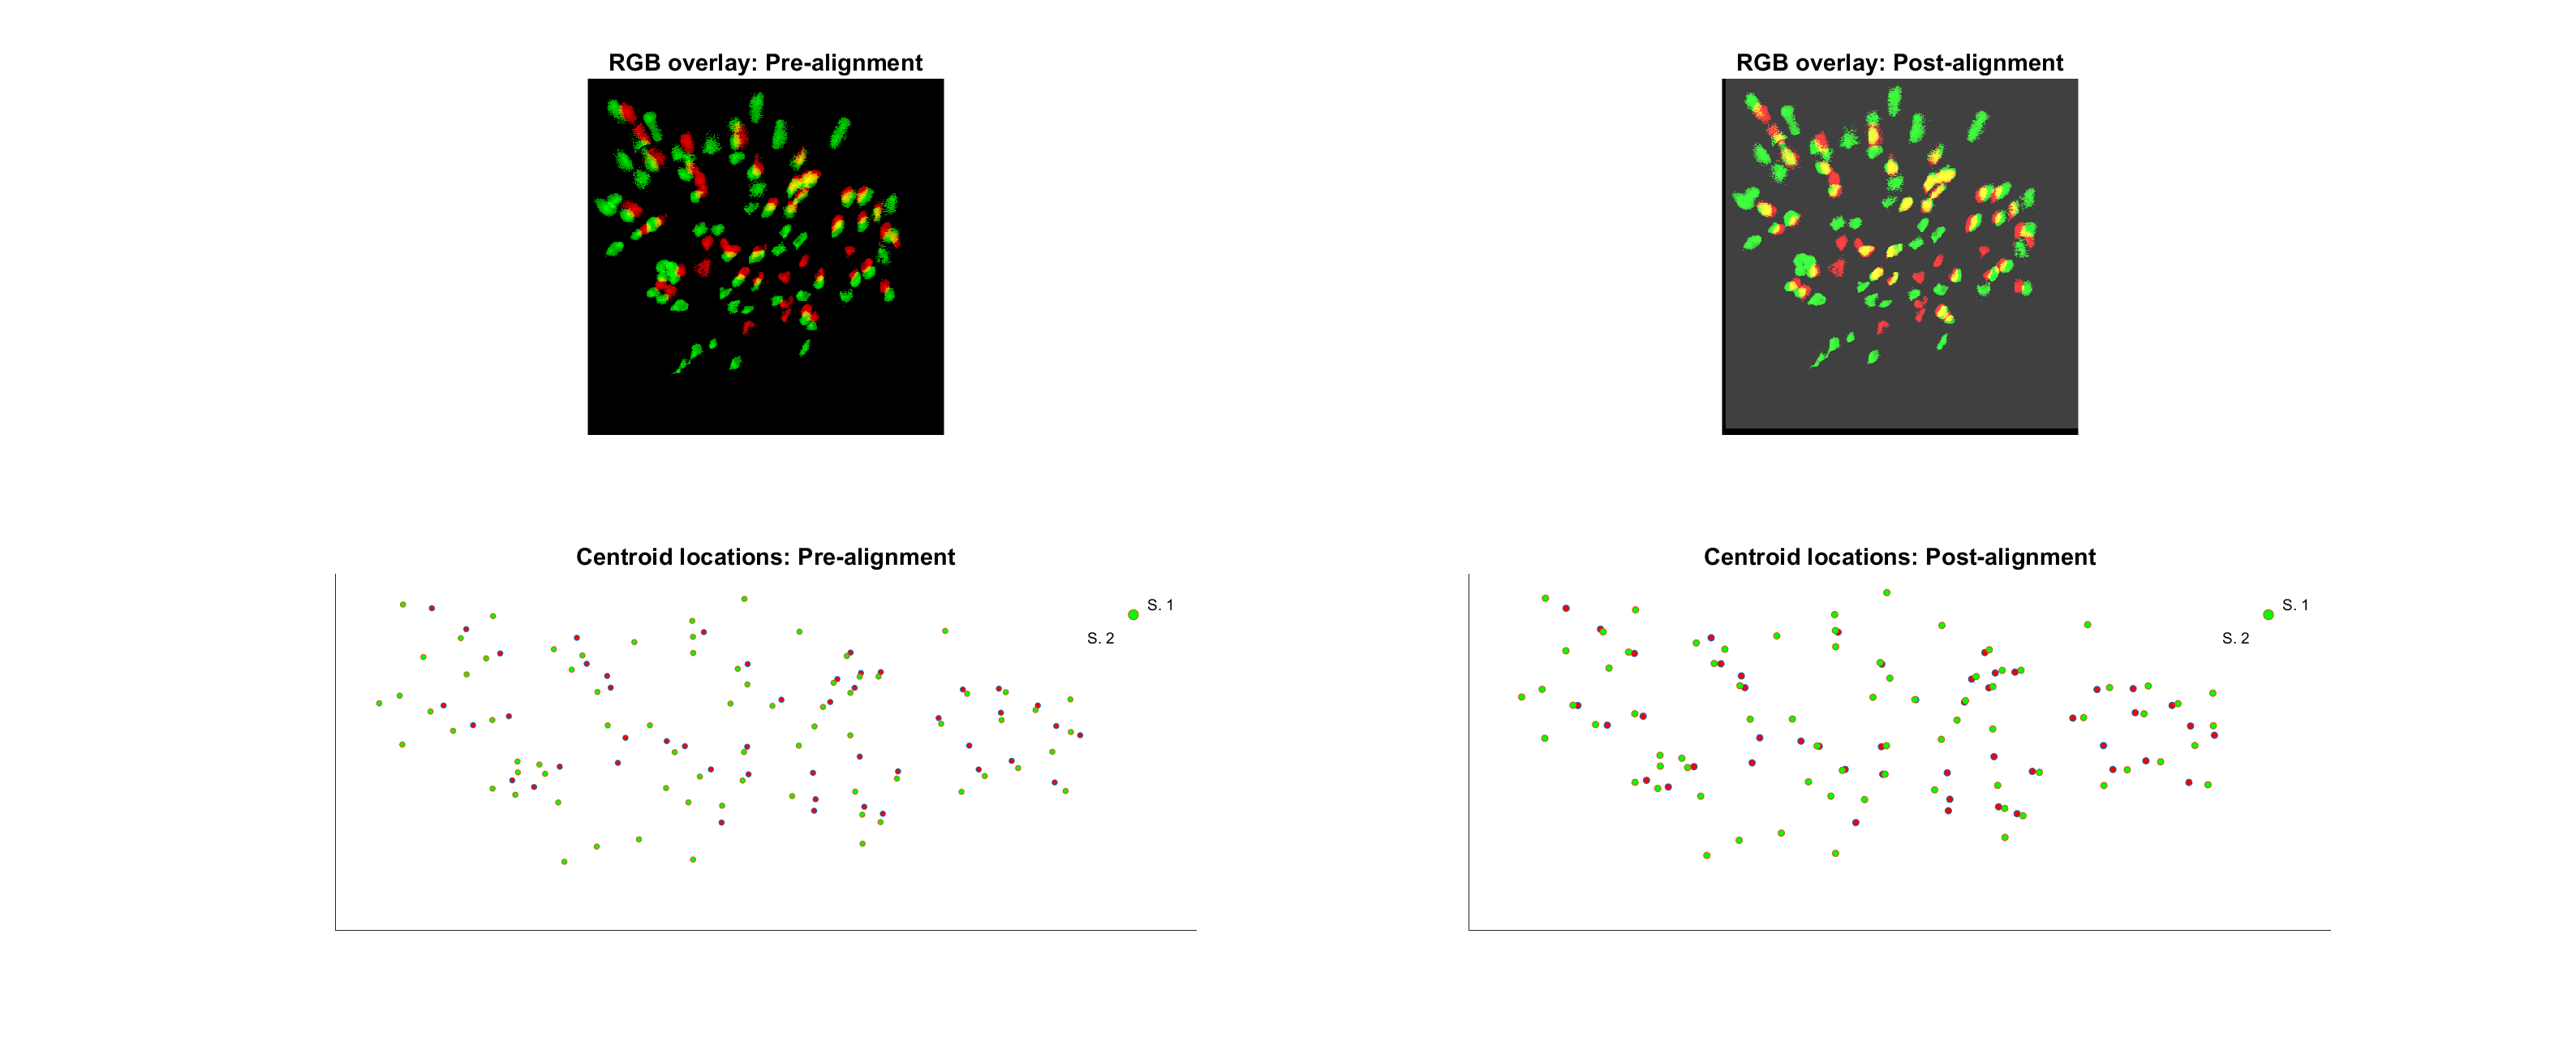 RGB overlay: Pre-alignment
RGB overlay: Post-alignment
Centroid locations: Pre-alignment
S. 1
S. 2
Centroid locations: Post-alignment
S. 1
S. 2